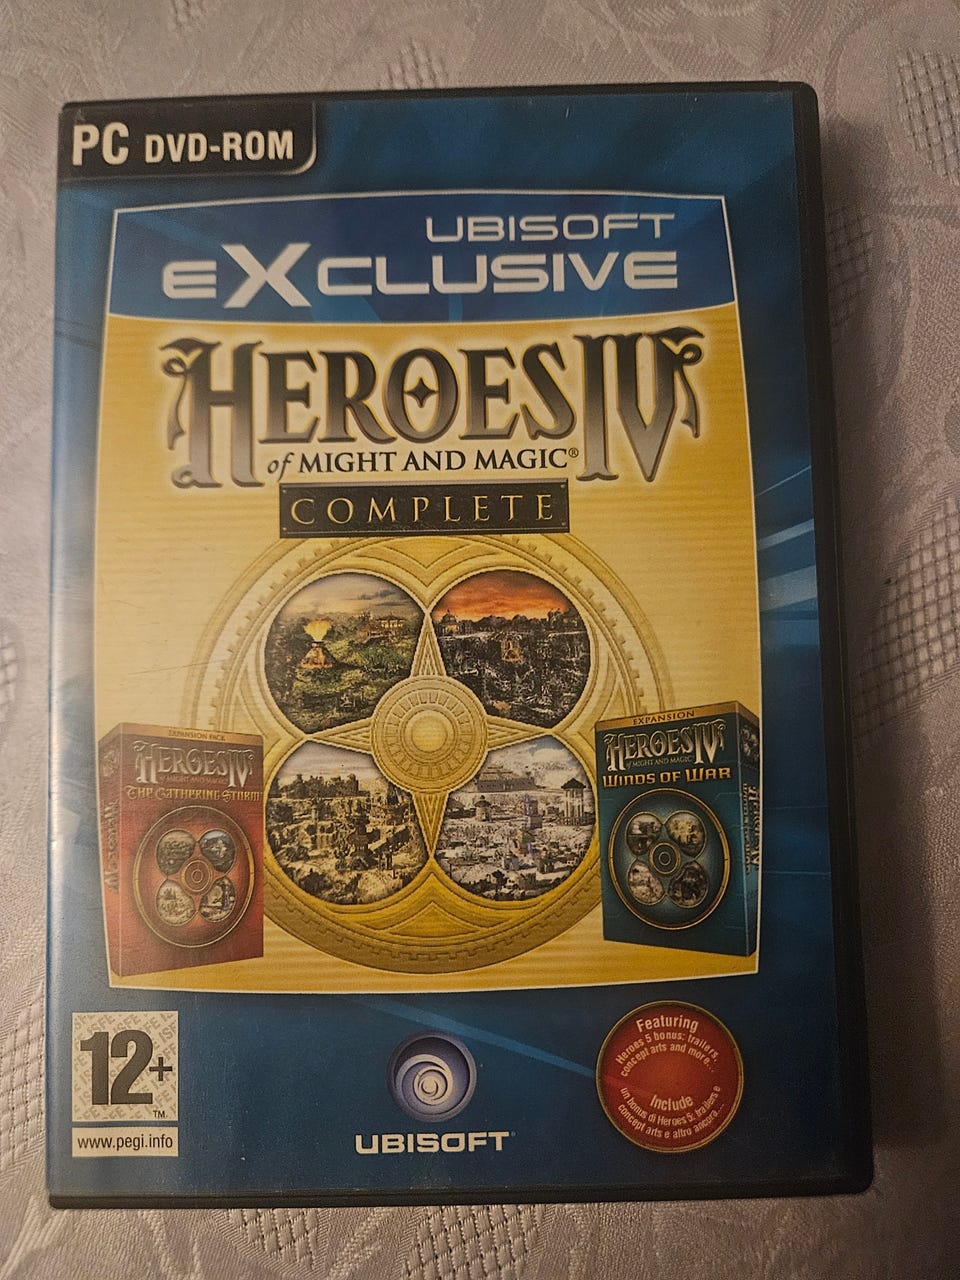 PC DVD-ROM
UBISOFT
eXCLUSIVE
HEROES IV
of MIGHT AND MAGIC®
COMPLETE
EXPANSION PACK
HEROES IV
OF MIGHT AND MAGIC
THE GATHERING STORM
EXPANSION
HEROES IV
OF MIGHT AND MAGIC
WINDS OF WAR
12+
TM
www.pegi.info
UBISOFT
Featuring
Heroes 5 bonus: trailers,
concept arts and more...
Include
un bonus di Heroes 5: trailers e
concept arts e altro ancora...